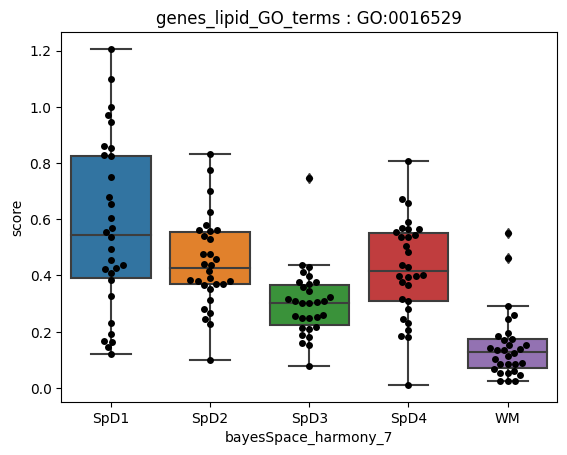 genes_lipid_GO_terms : GO:0016529
score
1.2
1.0
0.8
0.6
0.4
0.2
0.0
SpD1 SpD2 SpD3 SpD4 WM
bayesSpace_harmony_7